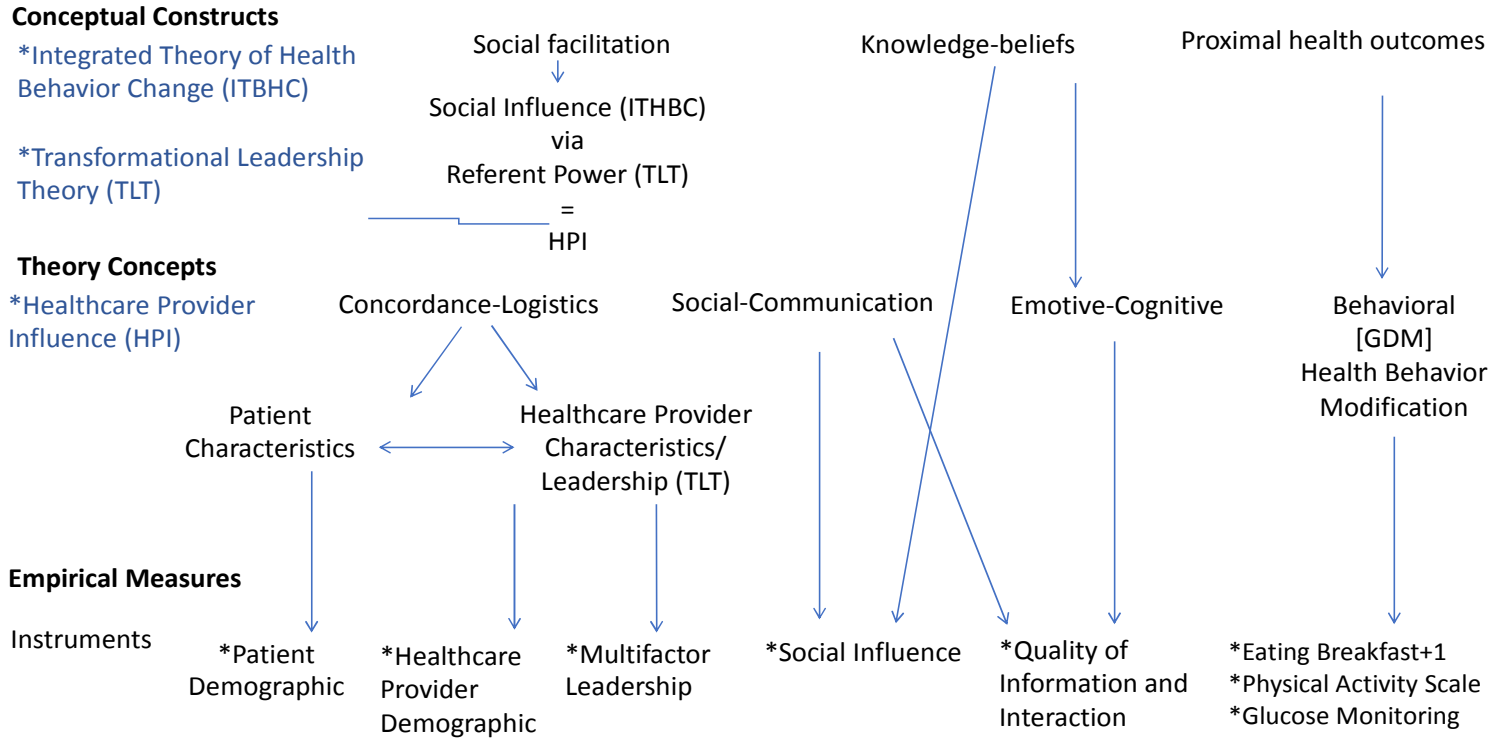 Conceptual Constructs
*Integrated Theory of Health
Behavior Change (ITBHC)
*Transformational Leadership
Theory (TLT)
Social facilitation
Social Influence (ITHBC)
via
Referent Power (TLT)
=
HPI
Knowledge-beliefs
Proximal health outcomes
Theory Concepts
*Healthcare Provider
Influence (HPI)
Concordance-Logistics
Social-Communication
Emotive-Cognitive
Behavioral
[GDM]
Health Behavior
Modification
Patient
Characteristics
Healthcare Provider
Characteristics/
Leadership (TLT)
Empirical Measures
Instruments
*Patient
Demographic
*Healthcare
Provider
Demographic
*Multifactor
Leadership
*Social Influence
*Quality of
Information and
Interaction
*Eating Breakfast+1
*Physical Activity Scale
*Glucose Monitoring